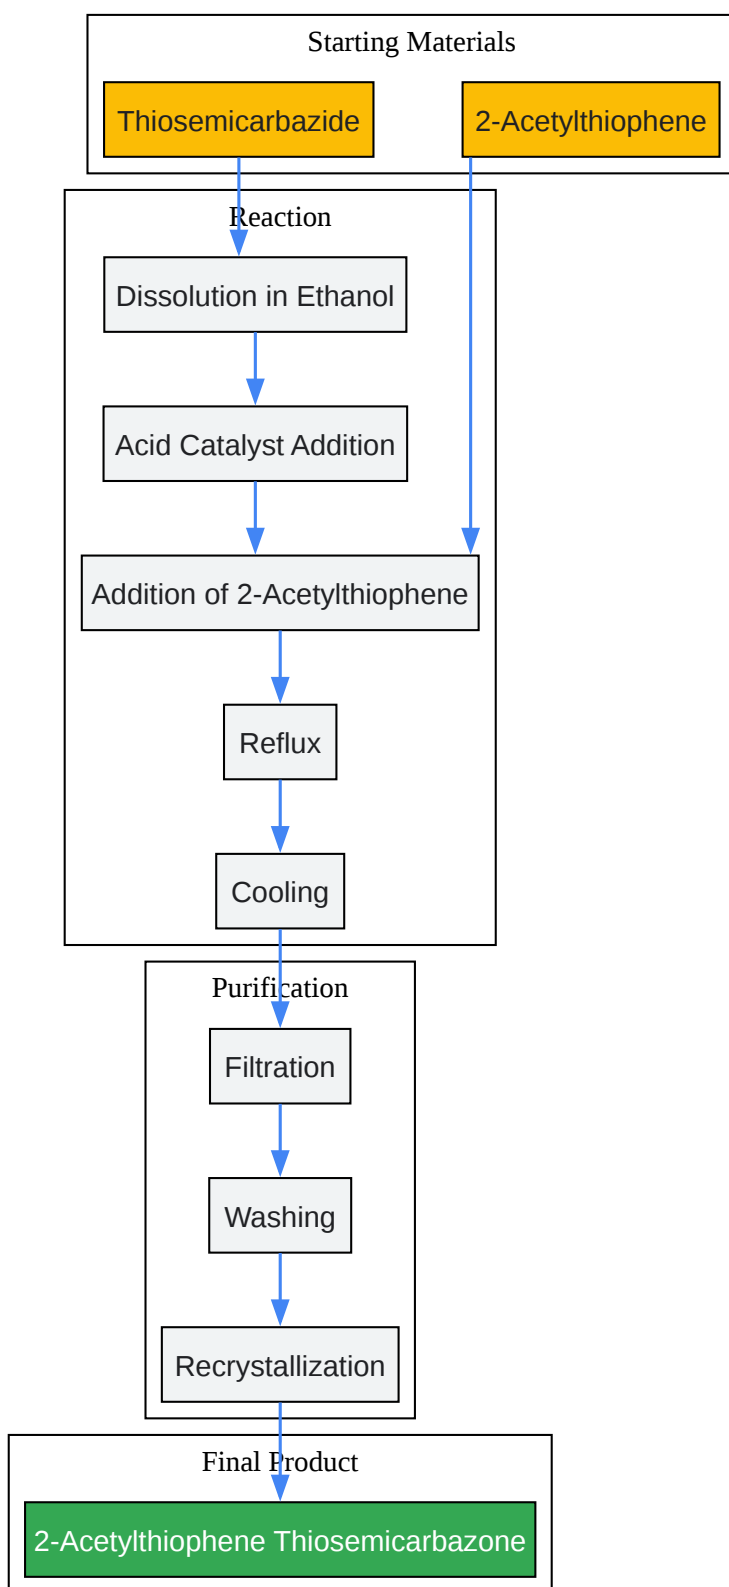 Starting Materials
Thiosemicarbazide
2-Acetylthiophene
Reaction
Dissolution in Ethanol
Acid Catalyst Addition
Addition of 2-Acetylthiophene
Reflux
Cooling
Purification
Filtration
Washing
Recrystallization
Final Product
2-Acetylthiophene Thiosemicarbazone